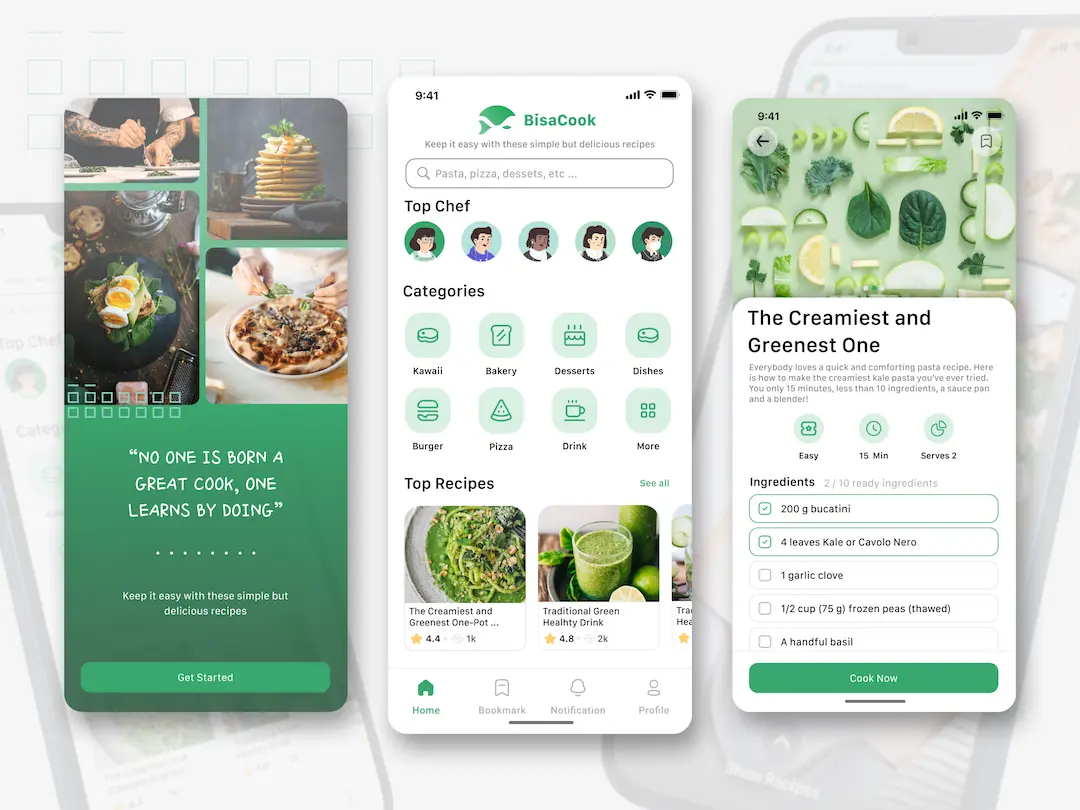 “NO ONE IS BORN A
GREAT COOK, ONE
LEARNS BY DOING”
Keep it easy with these simple but
delicious recipes
Get Started
9:41
BisaCook
Keep it easy with these simple but delicious recipes
Pasta, pizza, dessets, etc ...
Top Chef
Categories
Kawaii
Bakery
Desserts
Dishes
Burger
Pizza
Drink
More
Top Recipes
See all
The Creamiest and
Greenest One-Pot ...
4.4
1k
Traditional Green
Healhty Drink
4.8
2k
Home
Bookmark
Notification
Profile
9:41
The Creamiest and
Greenest One
Everybody loves a quick and comforting pasta recipe. Here
is how to make the creamiest kale pasta you've ever tried.
You only 15 minutes, less than 10 ingredients, a sauce pan
and a blender!
Easy
15 Min
Serves 2
Ingredients 2 / 10 ready ingredients
200 g bucatini
4 leaves Kale or Cavolo Nero
1 garlic clove
1/2 cup (75 g) frozen peas (thawed)
A handful basil
Cook Now